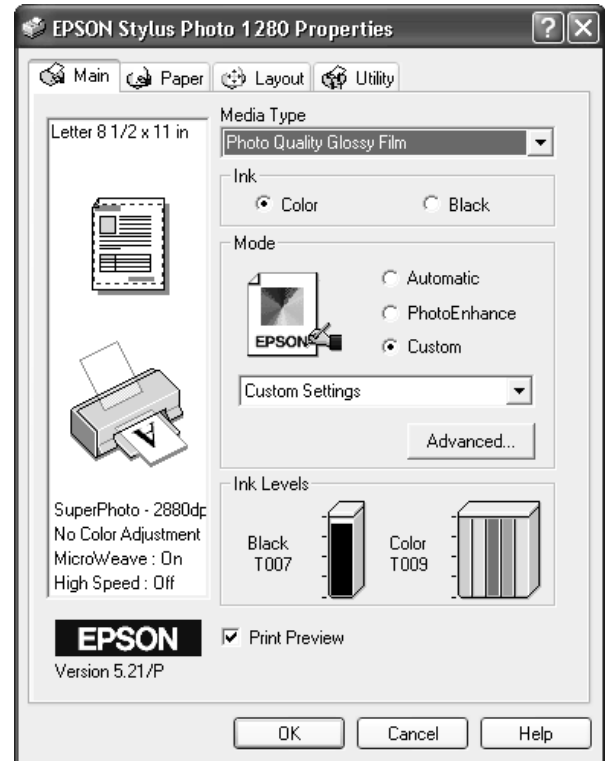 EPSON Stylus Photo 1280 Properties
Main
Paper
Layout
Utility
Letter 8 1/2 x 11 in
Media Type
Photo Quality Glossy Film
Ink
Color
Black
Mode
Automatic
PhotoEnhance
EPSON
Custom
Custom Settings
A
Advanced...
Ink Levels
SuperPhoto - 2880dp
No Color Adjustment
MicroWeave : On
High Speed : Off
Black
T007
Color
T009
EPSON
Print Preview
Version 5.21/P
OK
Cancel
Help